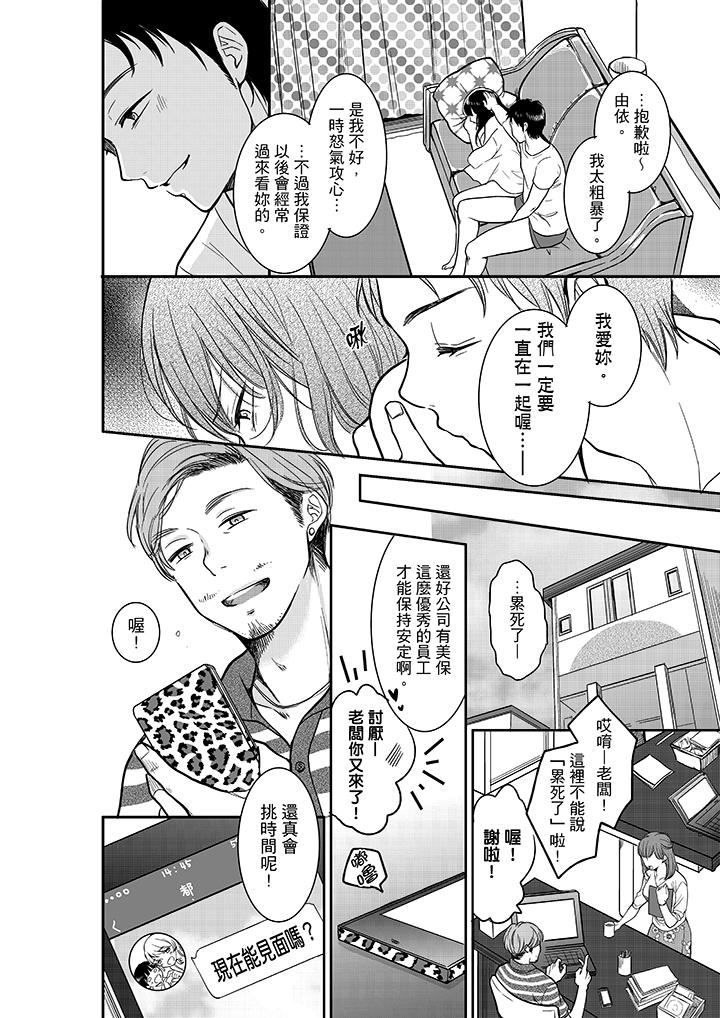 …抱歉啦～
由依。
我太粗暴了。
是我不好，
一時怒氣攻心…
…不過我保證
以後會經常
過來看妳的。
我愛妳。
我們一定要
一直在一起喔……
啾
…累死了—
哎唷—老闆！
這裡不能說
「累死了」啦！
喔！
謝啦！
還好公司有美保
這麼優秀的員工
才能保持安定啊。
討厭—
老闆你又來了！
嘟嚕
喔！
還真會
挑時間呢！
14:45
都
現在能見面嗎？